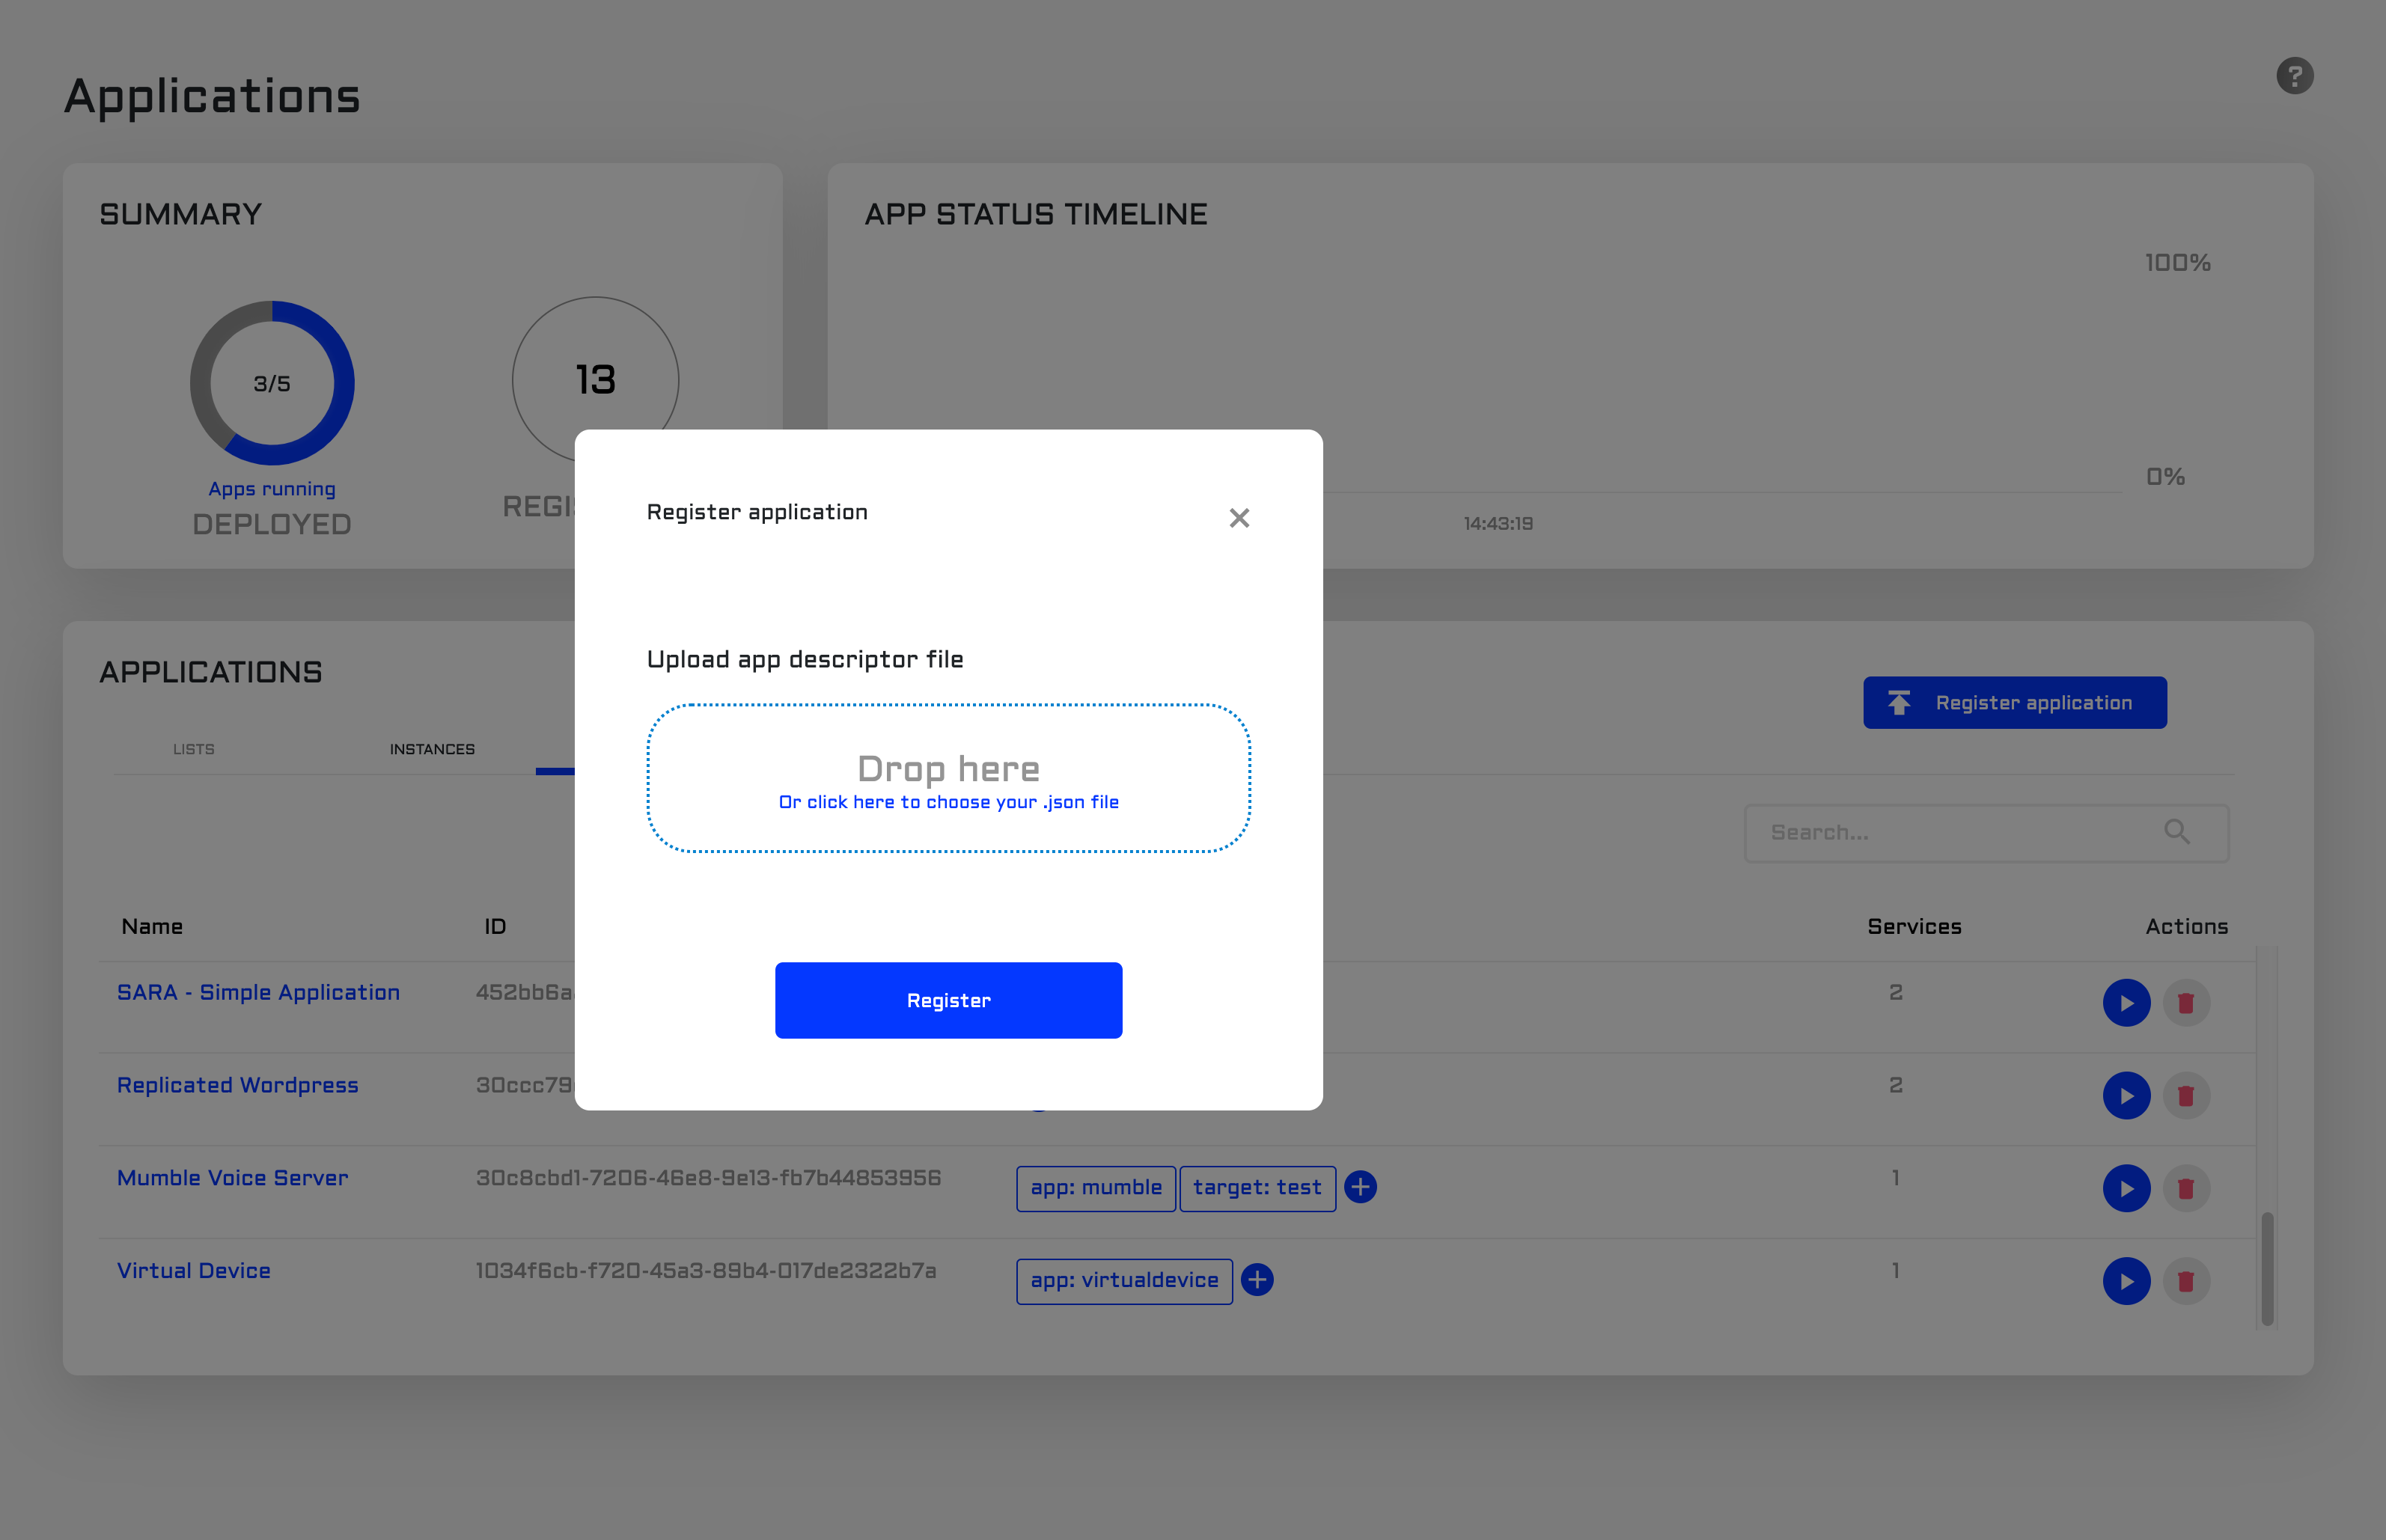 Applications
?
SUMMARY
APP STATUS TIMELINE
100%
3/5
13
Apps running
DEPLOYED
0%
14:43:19
Register application
Upload app descriptor file
Drop here
Or click here to choose your .json file
Register
APPLICATIONS
Register application
LISTS
INSTANCES
Search...
Name
ID
Services
Actions
SARA - Simple Application
452bb6a
2
Replicated Wordpress
30ccc79
2
Mumble Voice Server
30c8cbd1-7206-46e8-9e13-fb7b44853956
app: mumble
target: test
1
Virtual Device
1034f6cb-f720-45a3-89b4-017de2322b7a
app: virtualdevice
1